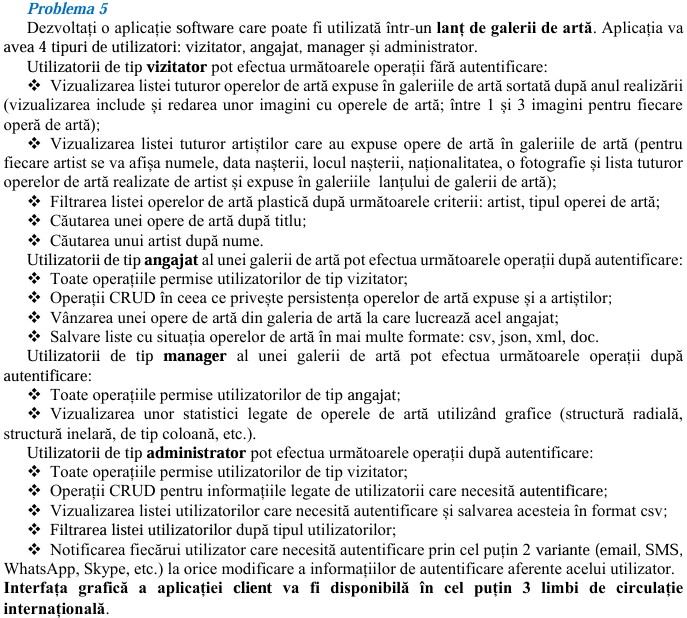 Problema 5
Dezvoltați o aplicație software care poate fi utilizată într-un lanț de galerii de artă. Aplicația va
avea 4 tipuri de utilizatori: vizitator, angajat, manager și administrator.
Utilizatorii de tip vizitator pot efectua următoarele operații fără autentificare:
❖ Vizualizarea listei tuturor operelor de artă expuse în galeriile de artă sortată după anul realizării
(vizualizarea include și redarea unor imagini cu operele de artă; între 1 și 3 imagini pentru fiecare
operă de artă);
❖ Vizualizarea listei tuturor artiștilor care au expuse opere de artă în galeriile de artă (pentru
fiecare artist se va afișa numele, data nașterii, locul nașterii, naționalitatea, o fotografie și lista tuturor
operelor de artă realizate de artist și expuse în galeriile lanțului de galerii de artă);
❖ Filtrarea listei operelor de artă plastică după următoarele criterii: artist, tipul operei de artă;
❖ Căutarea unei opere de artă după titlu;
❖ Căutarea unui artist după nume.
Utilizatorii de tip angajat al unei galerii de artă pot efectua următoarele operații după autentificare:
❖ Toate operațiile permise utilizatorilor de tip vizitator;
❖ Operații CRUD în ceea ce privește persistența operelor de artă expuse și a artiștilor;
❖ Vânzarea unei opere de artă din galeria de artă la care lucrează acel angajat;
❖ Salvare liste cu situația operelor de artă în mai multe formate: csv, json, xml, doc.
Utilizatorii de tip manager al unei galerii de artă pot efectua următoarele operații după
autentificare:
❖ Toate operațiile permise utilizatorilor de tip angajat;
❖ Vizualizarea unor statistici legate de operele de artă utilizând grafice (structură radială,
structură inelară, de tip coloană, etc.).
Utilizatorii de tip administrator pot efectua următoarele operații după autentificare:
❖ Toate operațiile permise utilizatorilor de tip vizitator;
❖ Operații CRUD pentru informațiile legate de utilizatorii care necesită autentificare;
❖ Vizualizarea listei utilizatorilor care necesită autentificare și salvarea acesteia în format csv;
❖ Filtrarea listei utilizatorilor după tipul utilizatorilor;
❖ Notificarea fiecărui utilizator care necesită autentificare prin cel puțin 2 variante (email, SMS,
WhatsApp, Skype, etc.) la orice modificare a informațiilor de autentificare aferente acelui utilizator.
Interfața grafică a aplicației client va fi disponibilă în cel puțin 3 limbi de circulație
internațională.